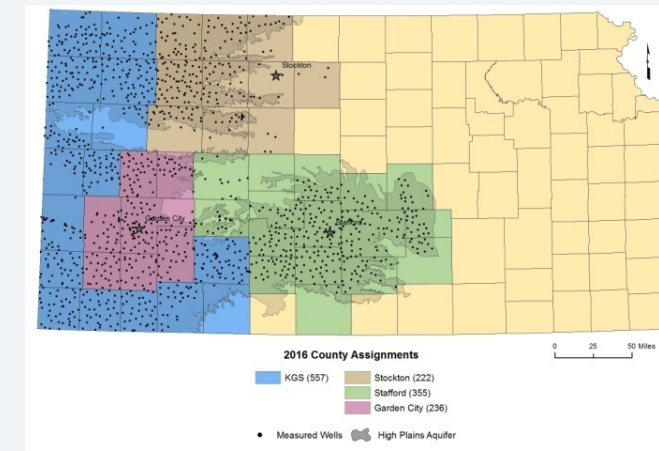 Stockton
Garden City
Stafford
2016 County Assignments
0 25 50 Miles
KGS (557)
Stockton (222)
Stafford (355)
Garden City (236)
Measured Wells
High Plains Aquifer